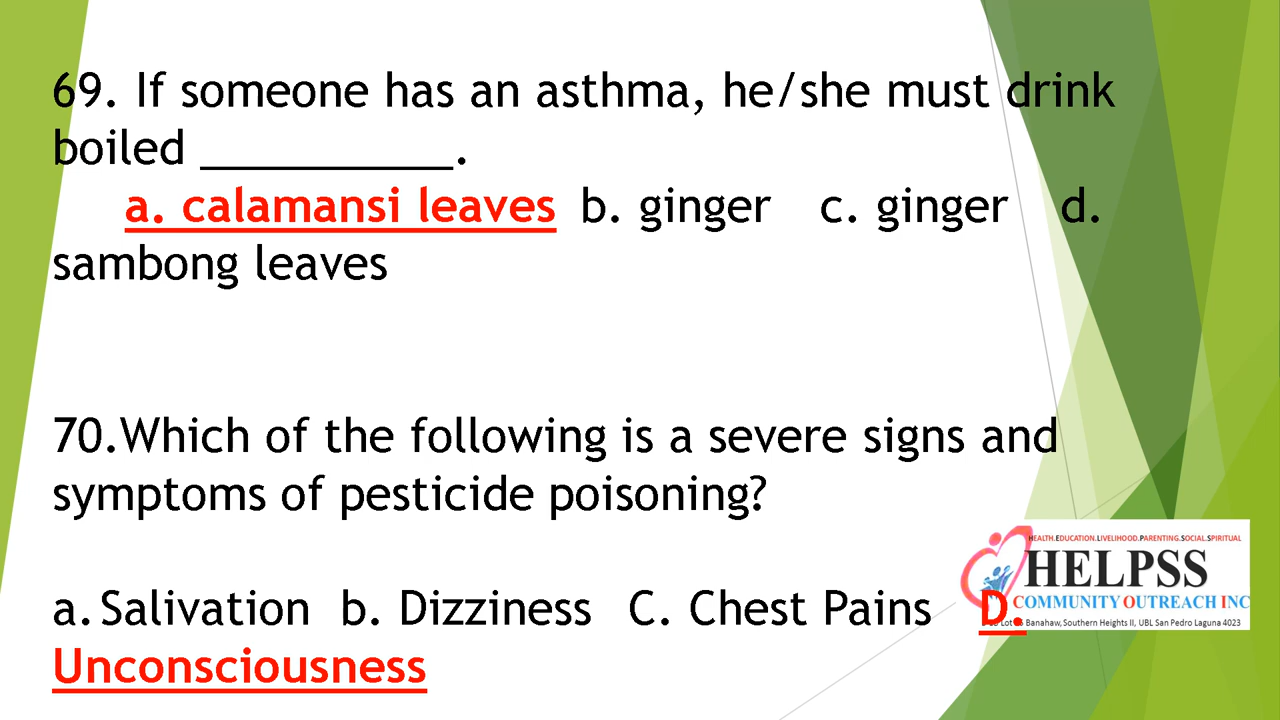 69. If someone has an asthma, he/she must drink
boiled __________.
a. calamansi leaves b. ginger c. ginger d.
sambong leaves
70.Which of the following is a severe signs and
symptoms of pesticide poisoning?
HEALTH.EDUCATION.LIVELIHOOD.PARENTING.SOCIAL.SPIRITUAL
HELPSS
COMMUNITY OUTREACH INC
Banahaw, Southern Heights II, UBL San Pedro Laguna 4023
a. Salivation b. Dizziness C. Chest Pains D.
Unconsciousness